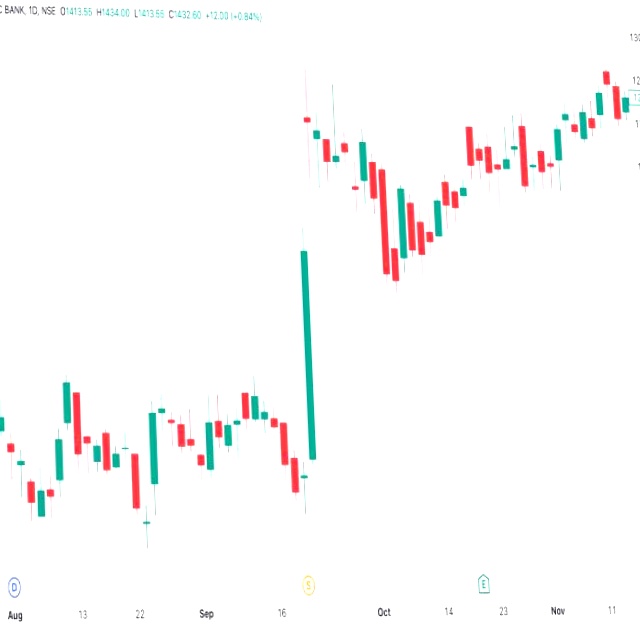 C BANK, 1D, NSE O1413.55 H1434.00 L1413.55 C1432.60 +12.00 (+0.84%)
D
S
E
Aug 13 22 Sep 16 Oct 14 23 Nov 11